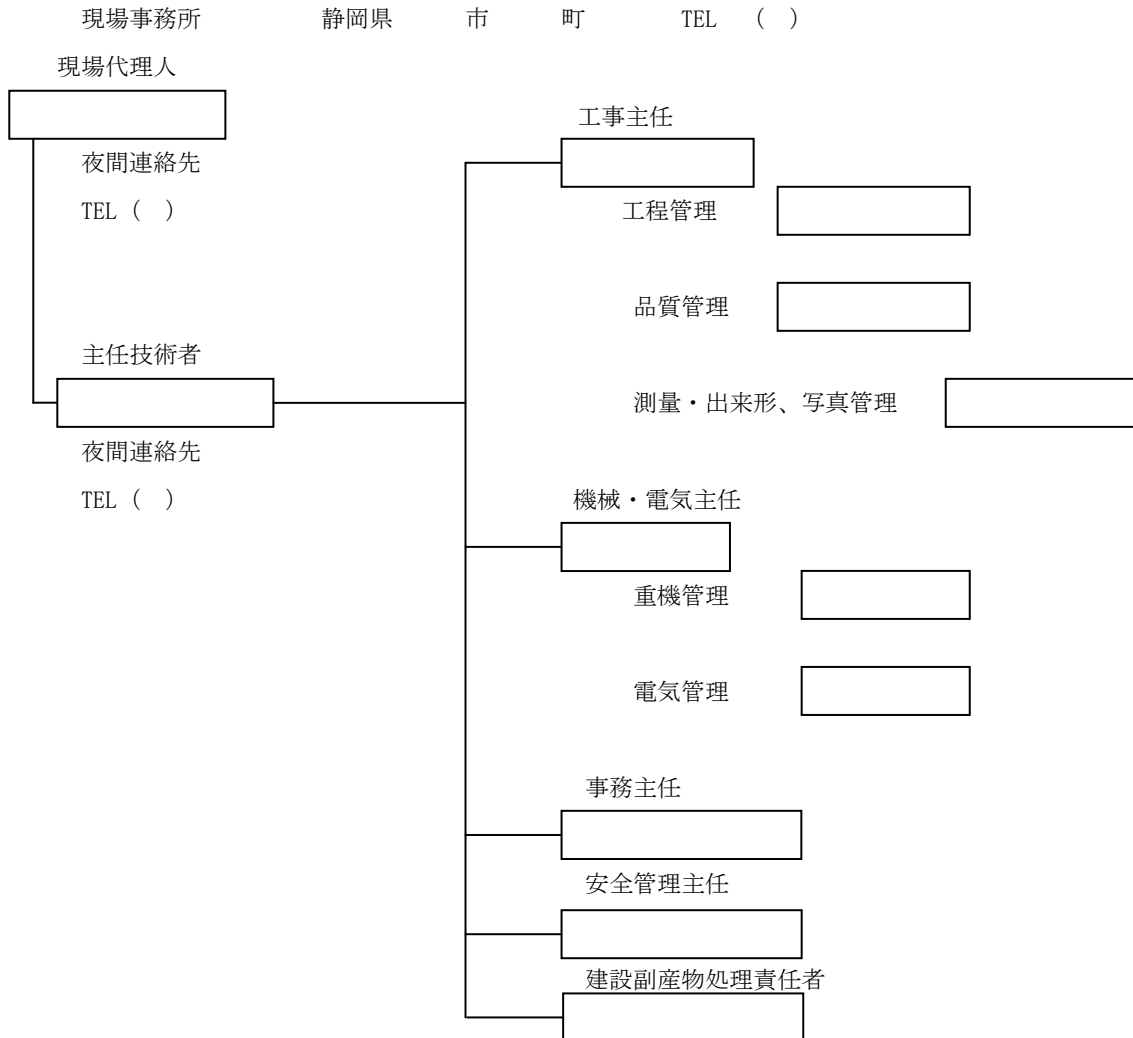 現場事務所 静岡県 市 町 TEL ( )
現場代理人
夜間連絡先
TEL ( )
主任技術者
夜間連絡先
TEL ( )
工事主任
工程管理
品質管理
測量・出来形、写真管理
機械・電気主任
重機管理
電気管理
事務主任
安全管理主任
建設副産物処理責任者